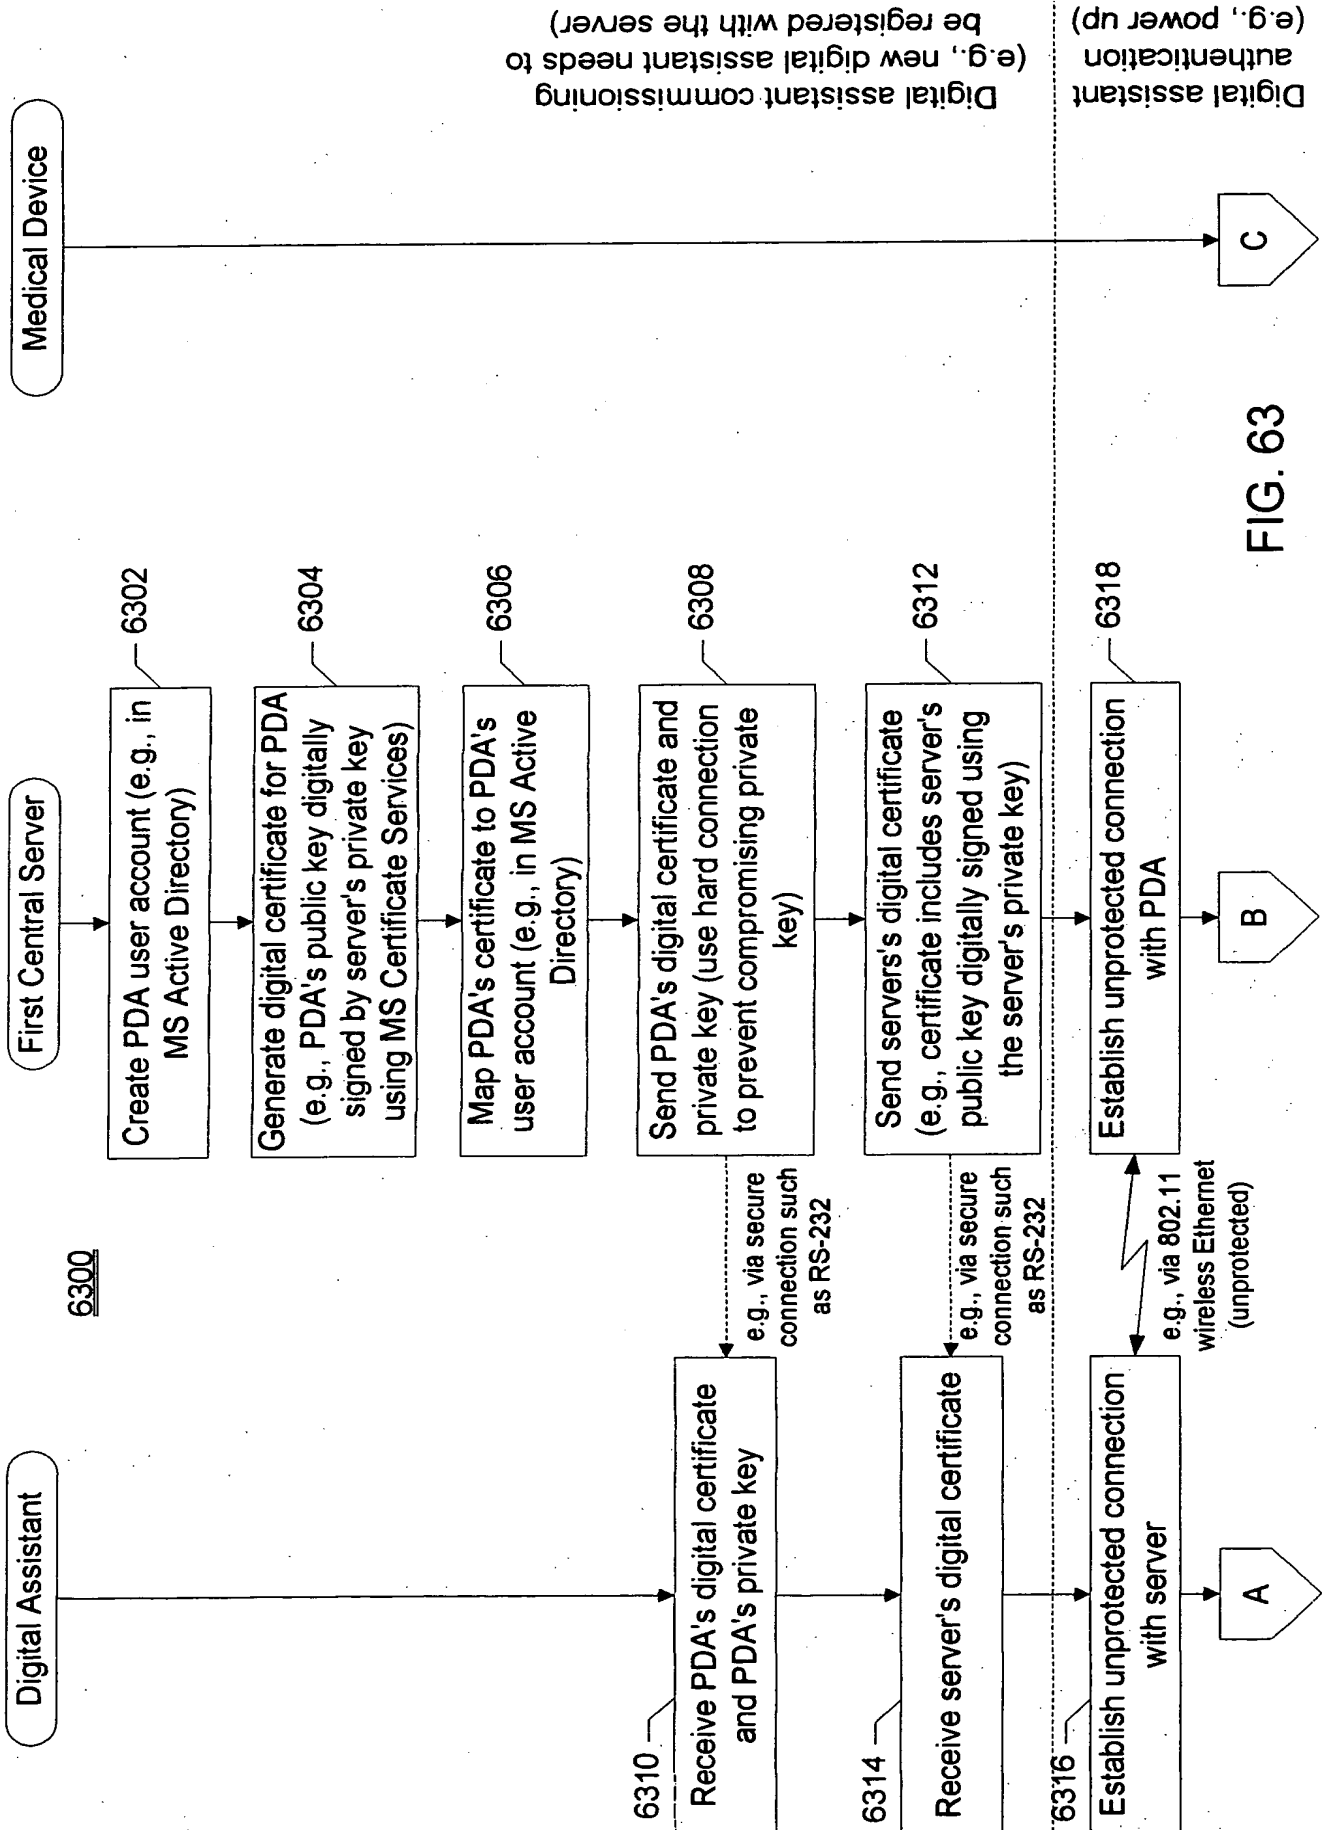 6300
Digital Assistant
First Central Server
Medical Device
Create PDA user account (e.g., in
MS Active Directory)
6302
Generate digital certificate for PDA
(e.g., PDA's public key digitally
signed by server's private key
using MS Certificate Services)
6304
Map PDA's certificate to PDA's
user account (e.g., in MS Active
Directory)
6306
Send PDA's digital certificate and
private key (use hard connection
to prevent compromising private
key)
6308
6310
Receive PDA's digital certificate
and PDA's private key
e.g., via secure
connection such
as RS-232
Send servers's digital certificate
(e.g., certificate includes server's
public key digitally signed using
the server's private key)
6312
6314
Receive server's digital certificate
e.g., via secure
connection such
as RS-232
Digital assistant commissioning
(e.g., new digital assistant needs to
be registered with the server)
6316
Establish unprotected connection
with server
e.g., via 802.11
wireless Ethernet
(unprotected)
Establish unprotected connection
with PDA
6318
Digital assistant
authentication
(e.g., power up)
A
B
C
FIG. 63